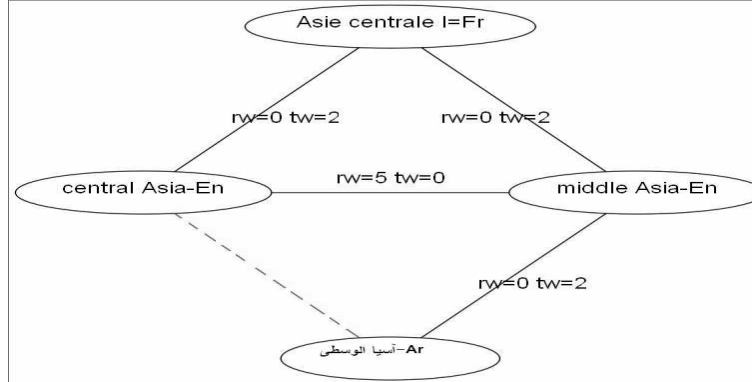 Asie centrale l=Fr
rw=0 tw=2
rw=0 tw=2
central Asia-En
rw=5 tw=0
middle Asia-En
rw=0 tw=2
آسيا الوسطى-Ar